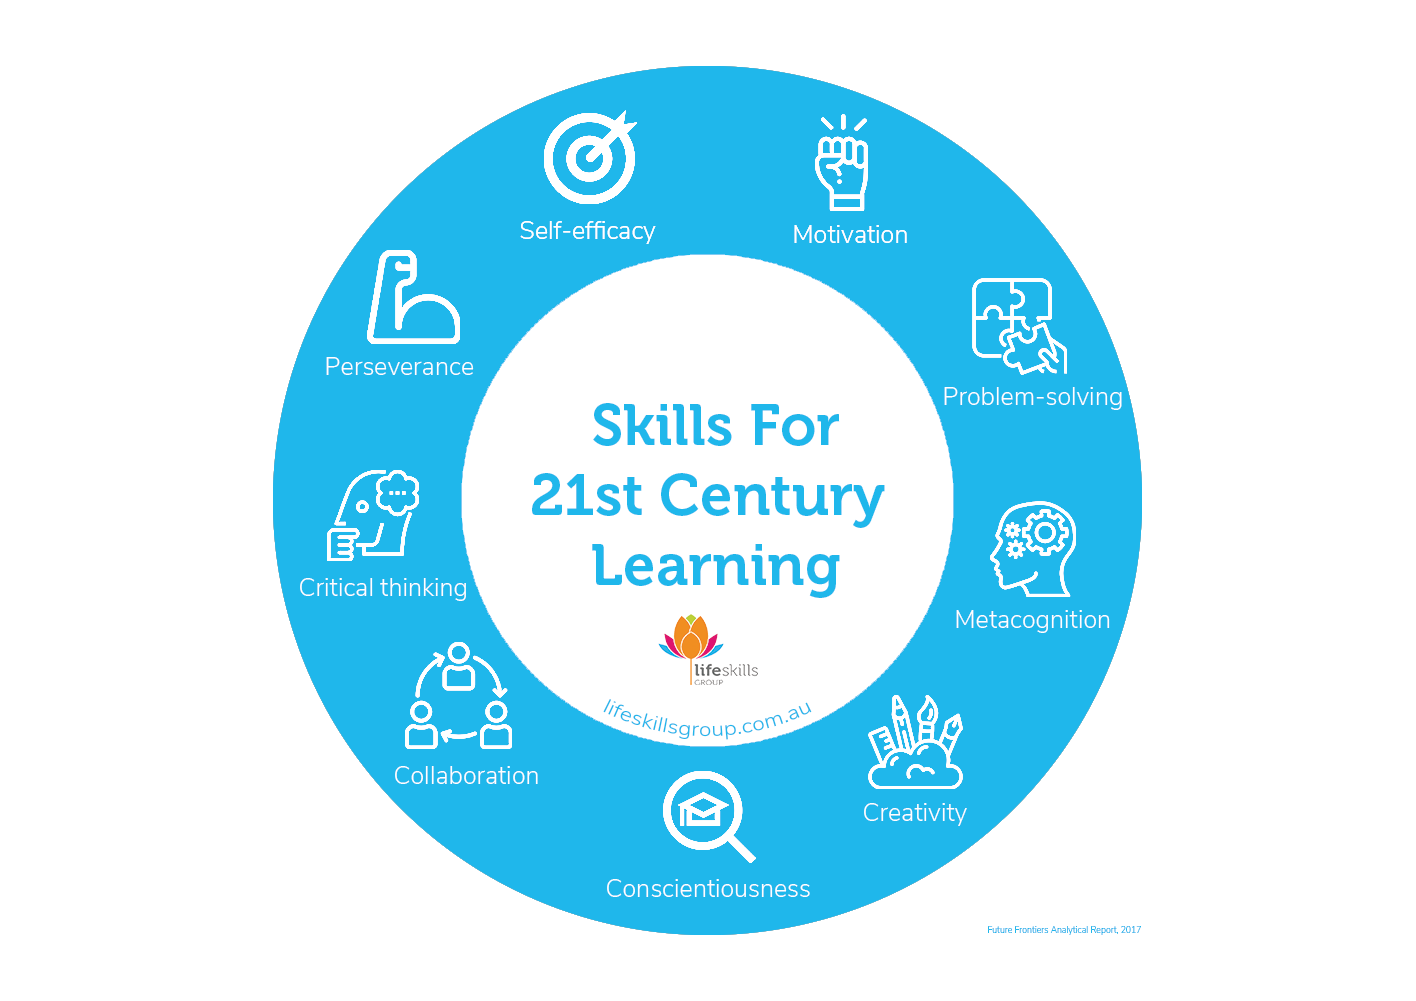 Self-efficacy
Motivation
Perseverance
Problem-solving
Skills For
21st Century
Learning
Critical thinking
Metacognition
lifeskills
GROUP
lifeskillsgroup.com.au
Collaboration
Creativity
Conscientiousness
Future Frontiers Analytical Report, 2017